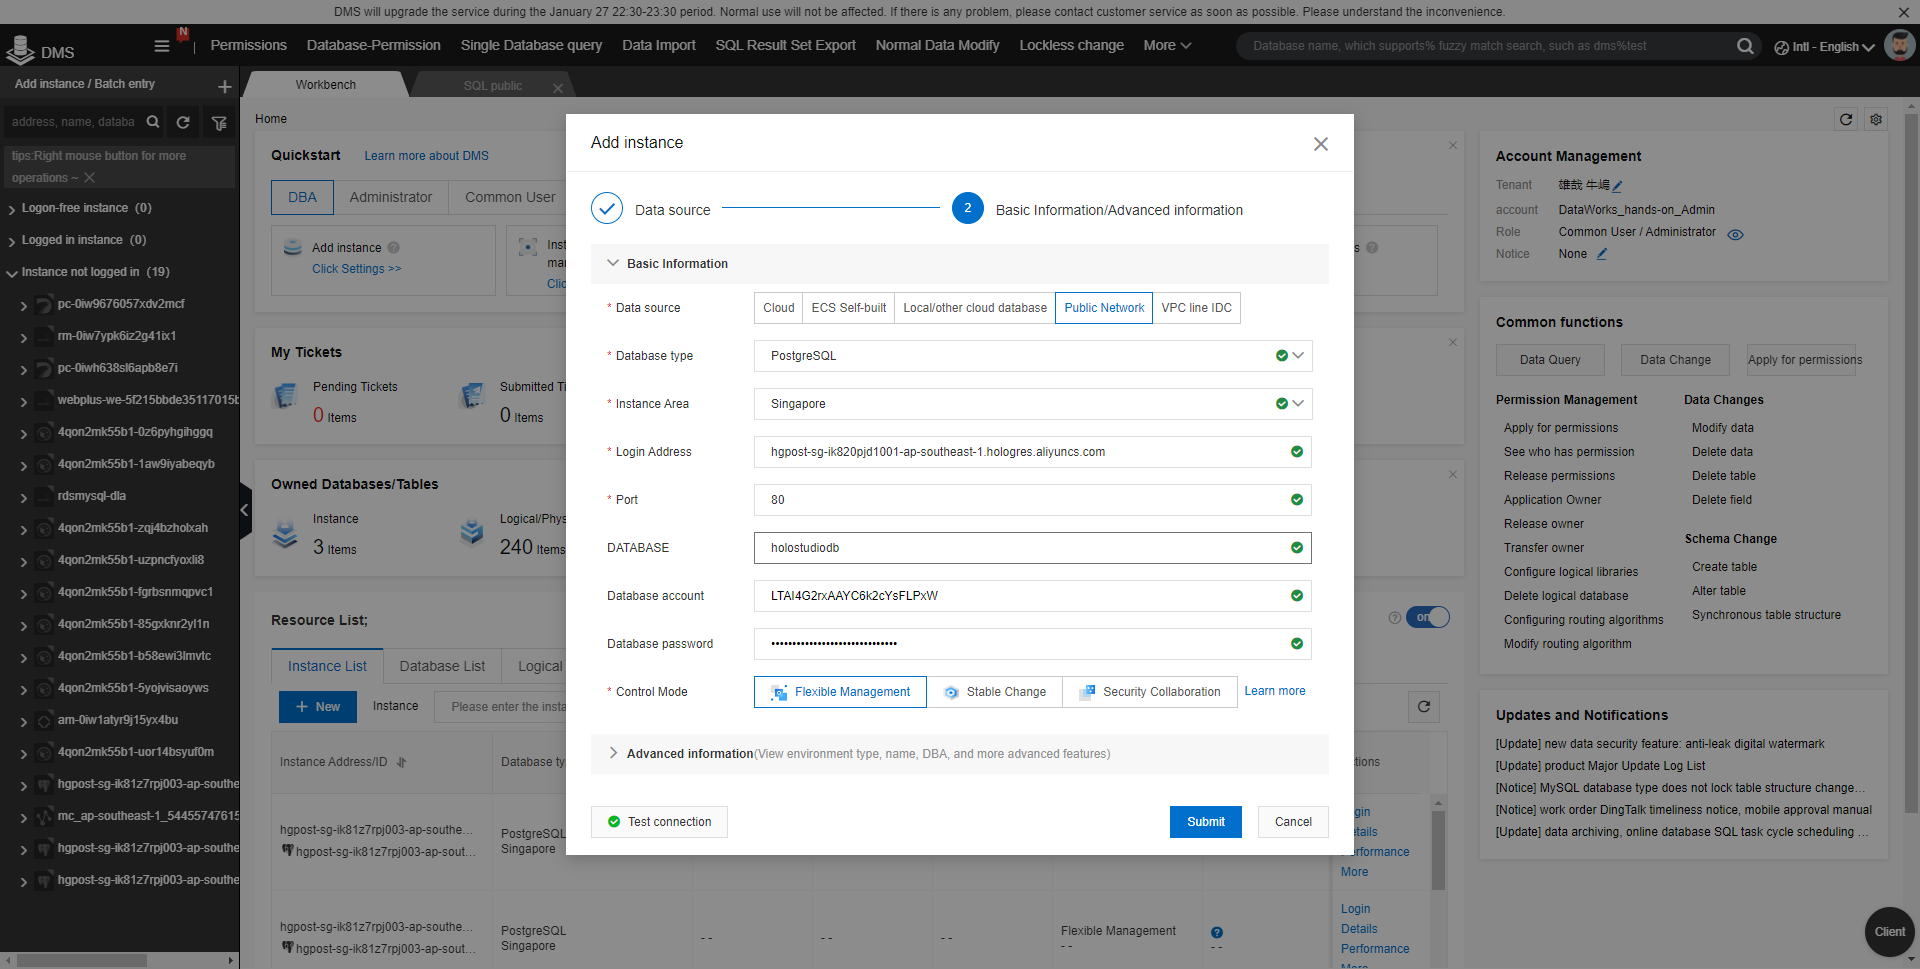 DMS will upgrade the service during the January 27 22:30-23:30 period. Normal use will not be affected. If there is any problem, please contact customer service as soon as possible. Please understand the inconvenience.
DMS
N
Permissions Database-Permission Single Database query Data Import SQL Result Set Export Normal Data Modify Lockless change More
Database name, which supports% fuzzy match search, such as dms%test
Intl - English
Add instance / Batch entry
address, name, databa
tips:Right mouse button for more
operations ~
Logon-free instance (0)
Logged in instance (0)
Instance not logged in (19)
pc-0iw9676057xdv2mcf
rm-0iw7ypk6iz2g41ix1
pc-0iwh638sl6apb8e7i
webplus-we-5f215bbde35117015b
4qon2mk55b1-0z6pyhgihggq
4qon2mk55b1-1aw9iyabeqyb
rdsmysql-dla
4qon2mk55b1-zqj4bzholxah
4qon2mk55b1-uzpncfyoxli8
4qon2mk55b1-fgrbsnmqpvc1
4qon2mk55b1-85gxknr2yl1n
4qon2mk55b1-b58ewi3lmvtc
4qon2mk55b1-5yojvisaoyws
am-0iw1atyr9j15yx4bu
4qon2mk55b1-uor14bsyuf0m
hgpost-sg-ik81z7rpj003-ap-southe
mc_ap-southeast-1_54455747615
hgpost-sg-ik81z7rpj003-ap-southe
hgpost-sg-ik81z7rpj003-ap-southe
Workbench
SQL public
Home
Quickstart
Learn more about DMS
DBA Administrator Common User
Add instance
Click Settings >>
Inst
mar
Clic
s
My Tickets
Pending Tickets
0 Items
Submitted Ti
0 Items
Owned Databases/Tables
Instance
3 Items
Logical/Phys
240 Items
Resource List;
on
Instance List Database List Logical
+ New
Instance
Please enter the insta
Instance Address/ID
Database ty
tions
hgpost-sg-ik81z7rpj003-ap-southe...
hgpost-sg-ik81z7rpj003-ap-sout...
PostgreSQL
Singapore
ogin
etails
Performance
More
hgpost-sg-ik81z7rpj003-ap-southe...
hgpost-sg-ik81z7rpj003-ap-sout...
PostgreSQL
Singapore
- -
- -
- -
Flexible Management
- -
- -
Login
Details
Performance
More
Add instance
Data source
2
Basic Information/Advanced information
Basic Information
* Data source
Cloud ECS Self-built Local/other cloud database Public Network VPC line IDC
* Database type
PostgreSQL
* Instance Area
Singapore
* Login Address
hgpost-sg-ik820pjd1001-ap-southeast-1.hologres.aliyuncs.com
* Port
80
DATABASE
holostudiodb
Database account
LTAI4G2rxAAYC6k2cYsFLPxW
Database password
* Control Mode
Flexible Management Stable Change Security Collaboration
Learn more
Advanced information(View environment type, name, DBA, and more advanced features)
Test connection
Submit
Cancel
Account Management
Tenant 雄哉 牛嶋
account DataWorks_hands-on_Admin
Role Common User / Administrator
Notice None
Common functions
Data Query Data Change Apply for permissions
Permission Management
Apply for permissions
See who has permission
Release permissions
Application Owner
Release owner
Transfer owner
Configure logical libraries
Delete logical database
Configuring routing algorithms
Modify routing algorithm
Data Changes
Modify data
Delete data
Delete table
Delete field
Schema Change
Create table
Alter table
Synchronous table structure
Updates and Notifications
[Update] new data security feature: anti-leak digital watermark
[Update] product Major Update Log List
[Notice] MySQL database type does not lock table structure change...
[Notice] work order DingTalk timeliness notice, mobile approval manual
[Update] data archiving, online database SQL task cycle scheduling ...
Client